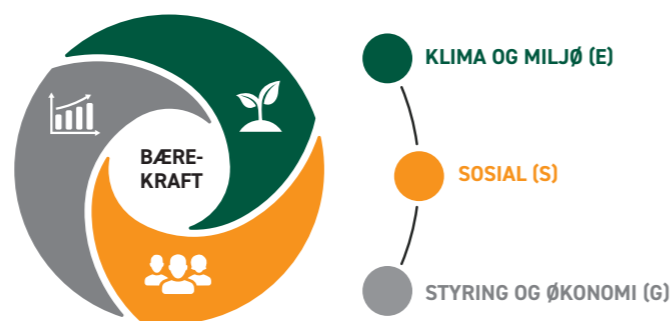 BÆRE-
KRAFT
KLIMA OG MILJØ (E)
SOSIAL (S)
STYRING OG ØKONOMI (G)